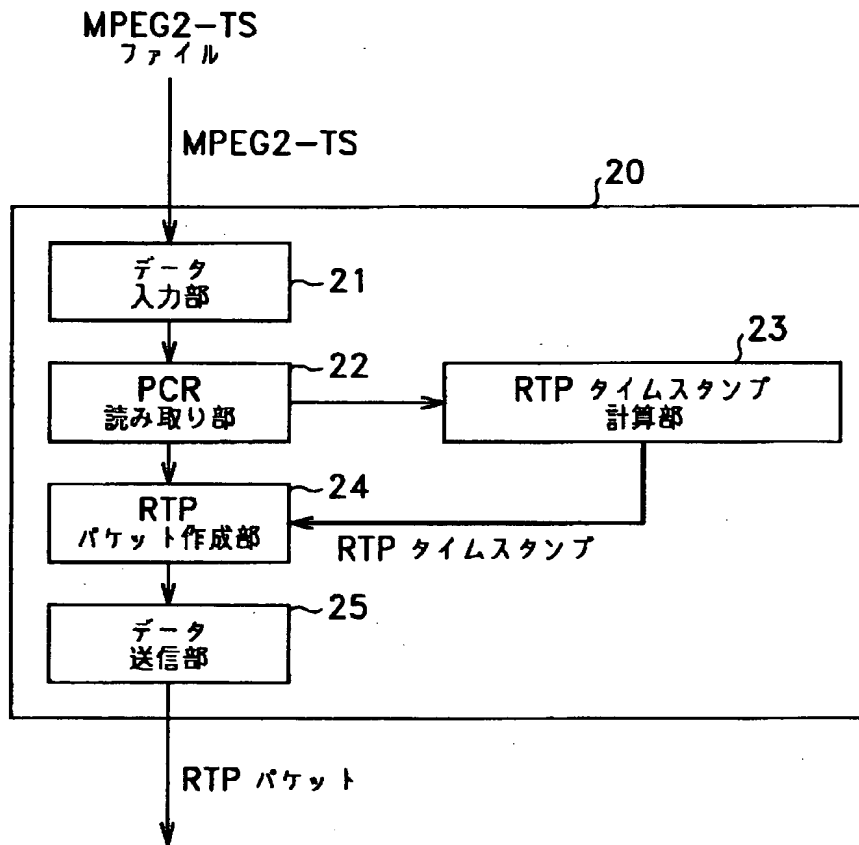 MPEG2-TS
ファイル
MPEG2-TS
20
データ
入力部
21
PCR
読み取り部
22
RTP タイムスタンプ
計算部
23
RTP
パケット作成部
24
RTP タイムスタンプ
データ
送信部
25
RTP パケット